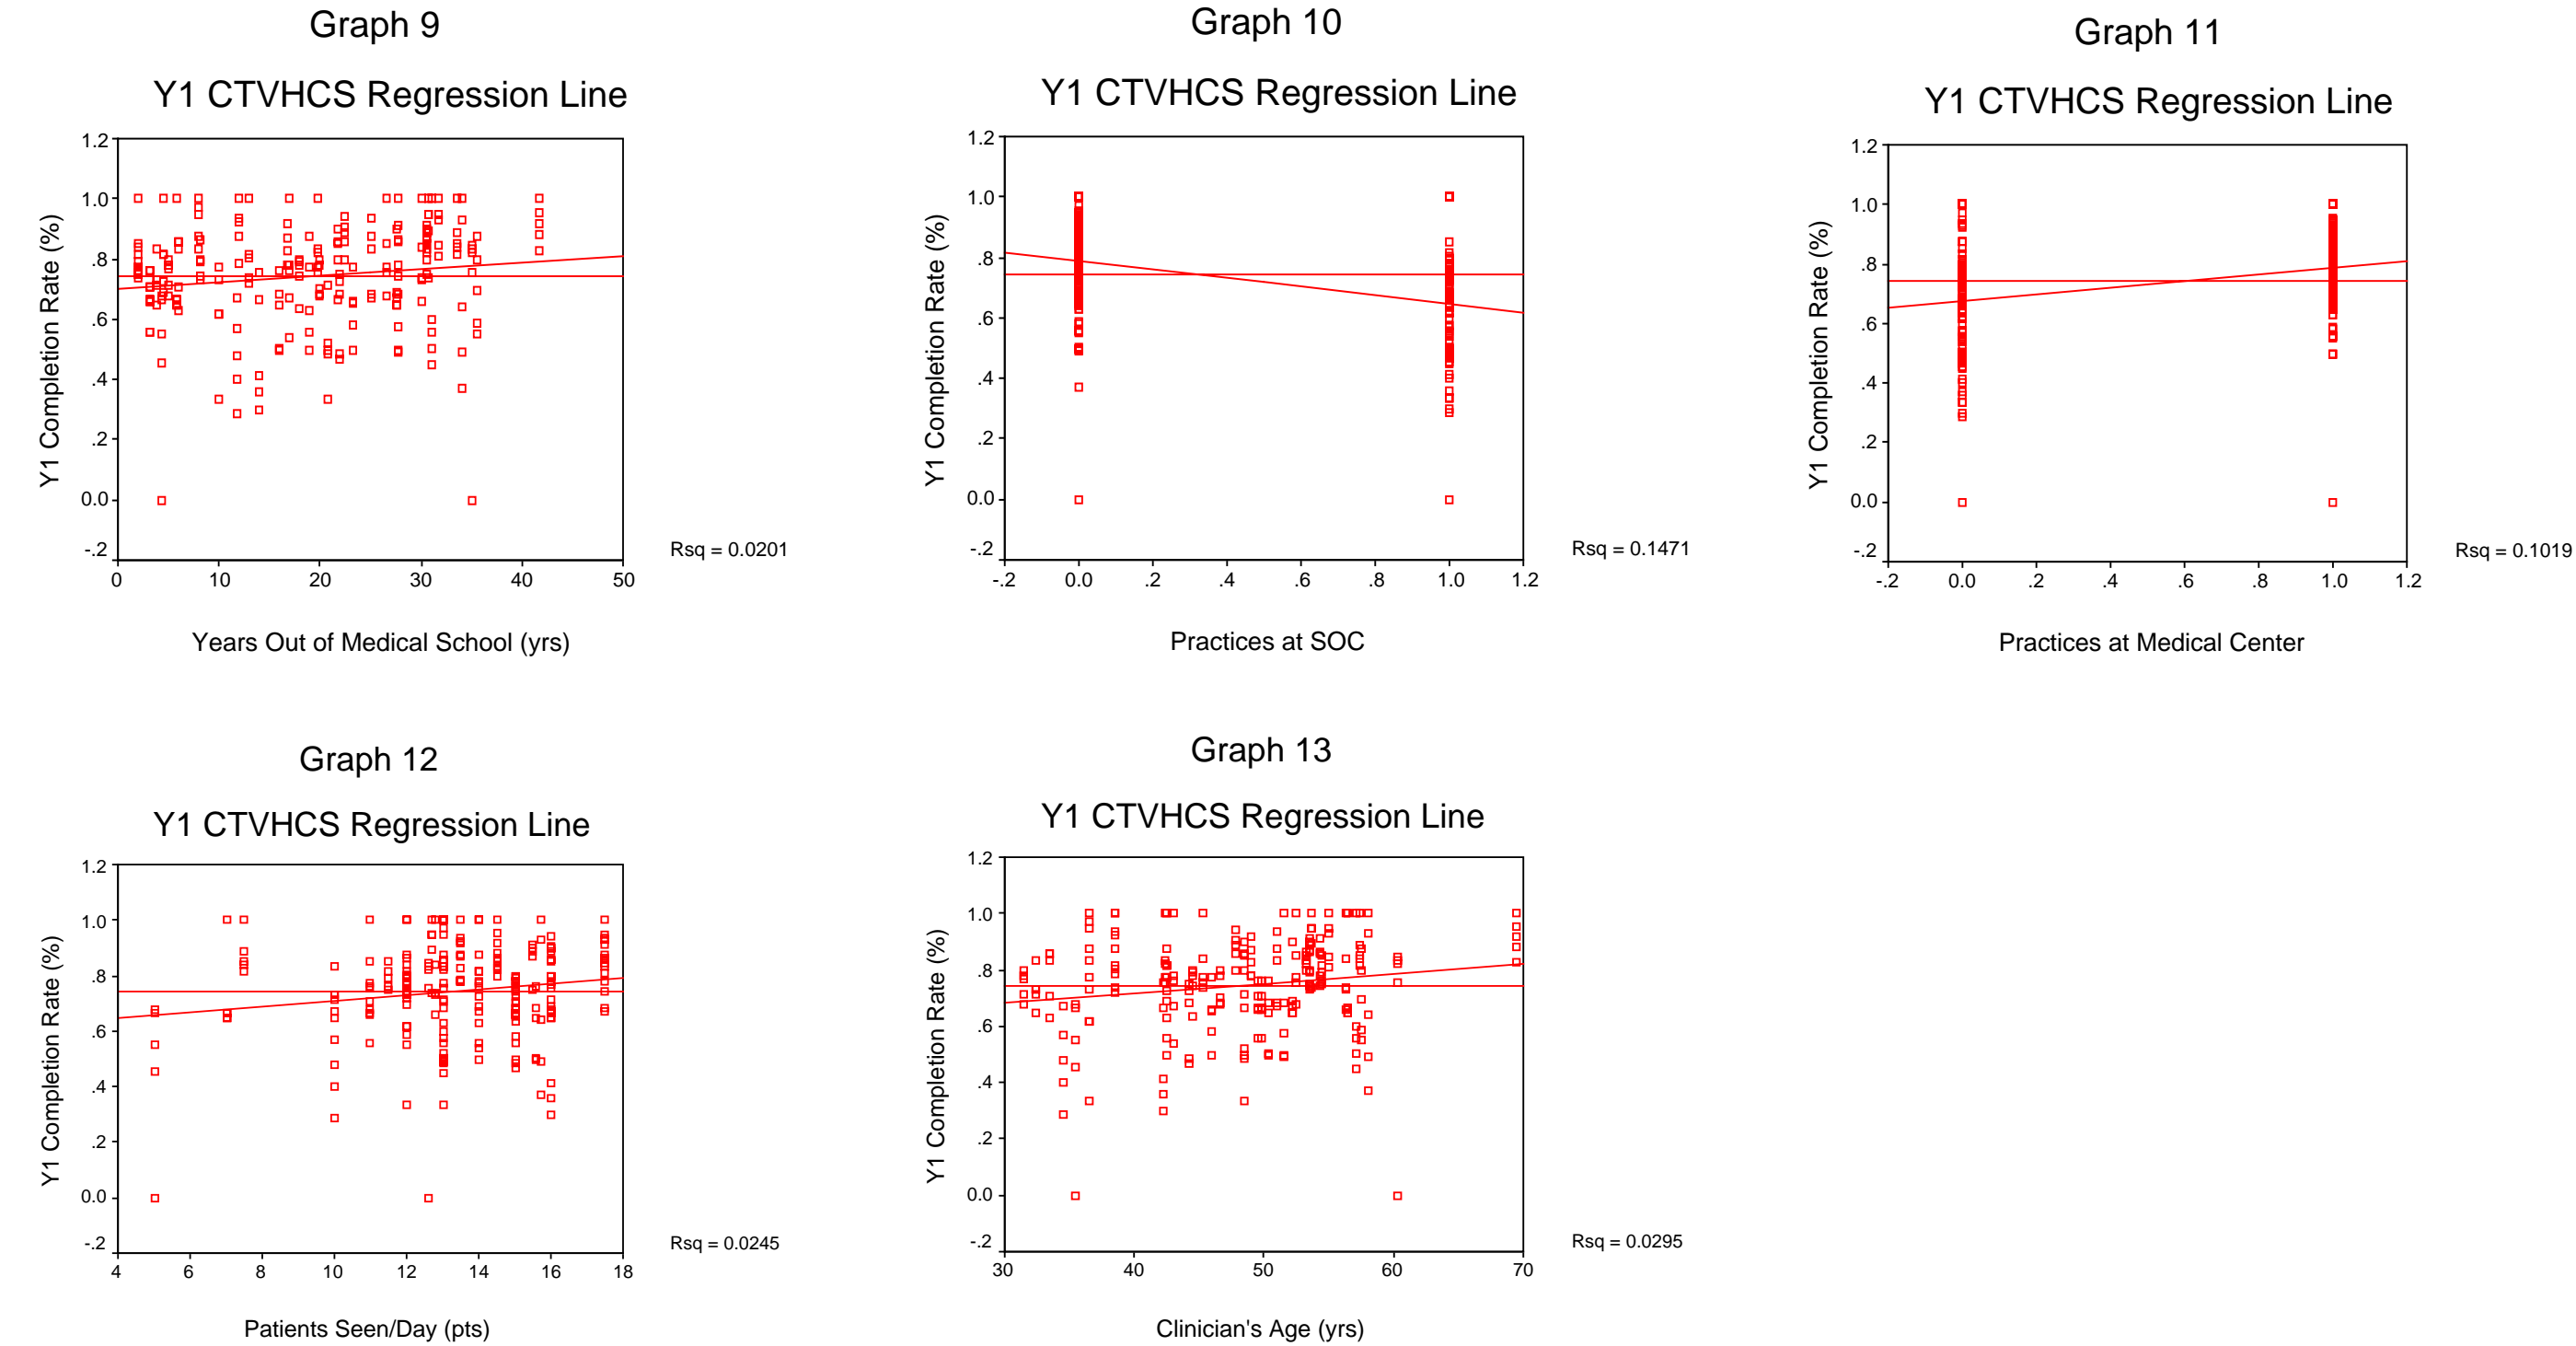 Graph 9
Y1 CTVHCS Regression Line
1.2
1.0
.8
.6
.4
.2
0.0
-.2
Y1 Completion Rate (%)
0 10 20 30 40 50
Years Out of Medical School (yrs)
Rsq = 0.0201
Graph 10
Y1 CTVHCS Regression Line
1.2
1.0
.8
.6
.4
.2
0.0
-.2
Y1 Completion Rate (%)
-.2 0.0 .2 .4 .6 .8 1.0 1.2
Practices at SOC
Rsq = 0.1471
Graph 11
Y1 CTVHCS Regression Line
1.2
1.0
.8
.6
.4
.2
0.0
-.2
Y1 Completion Rate (%)
-.2 0.0 .2 .4 .6 .8 1.0 1.2
Practices at Medical Center
Rsq = 0.1019
Graph 12
Y1 CTVHCS Regression Line
1.2
1.0
.8
.6
.4
.2
0.0
-.2
Y1 Completion Rate (%)
4 6 8 10 12 14 16 18
Patients Seen/Day (pts)
Rsq = 0.0245
Graph 13
Y1 CTVHCS Regression Line
1.2
1.0
.8
.6
.4
.2
0.0
-.2
Y1 Completion Rate (%)
30 40 50 60 70
Clinician's Age (yrs)
Rsq = 0.0295